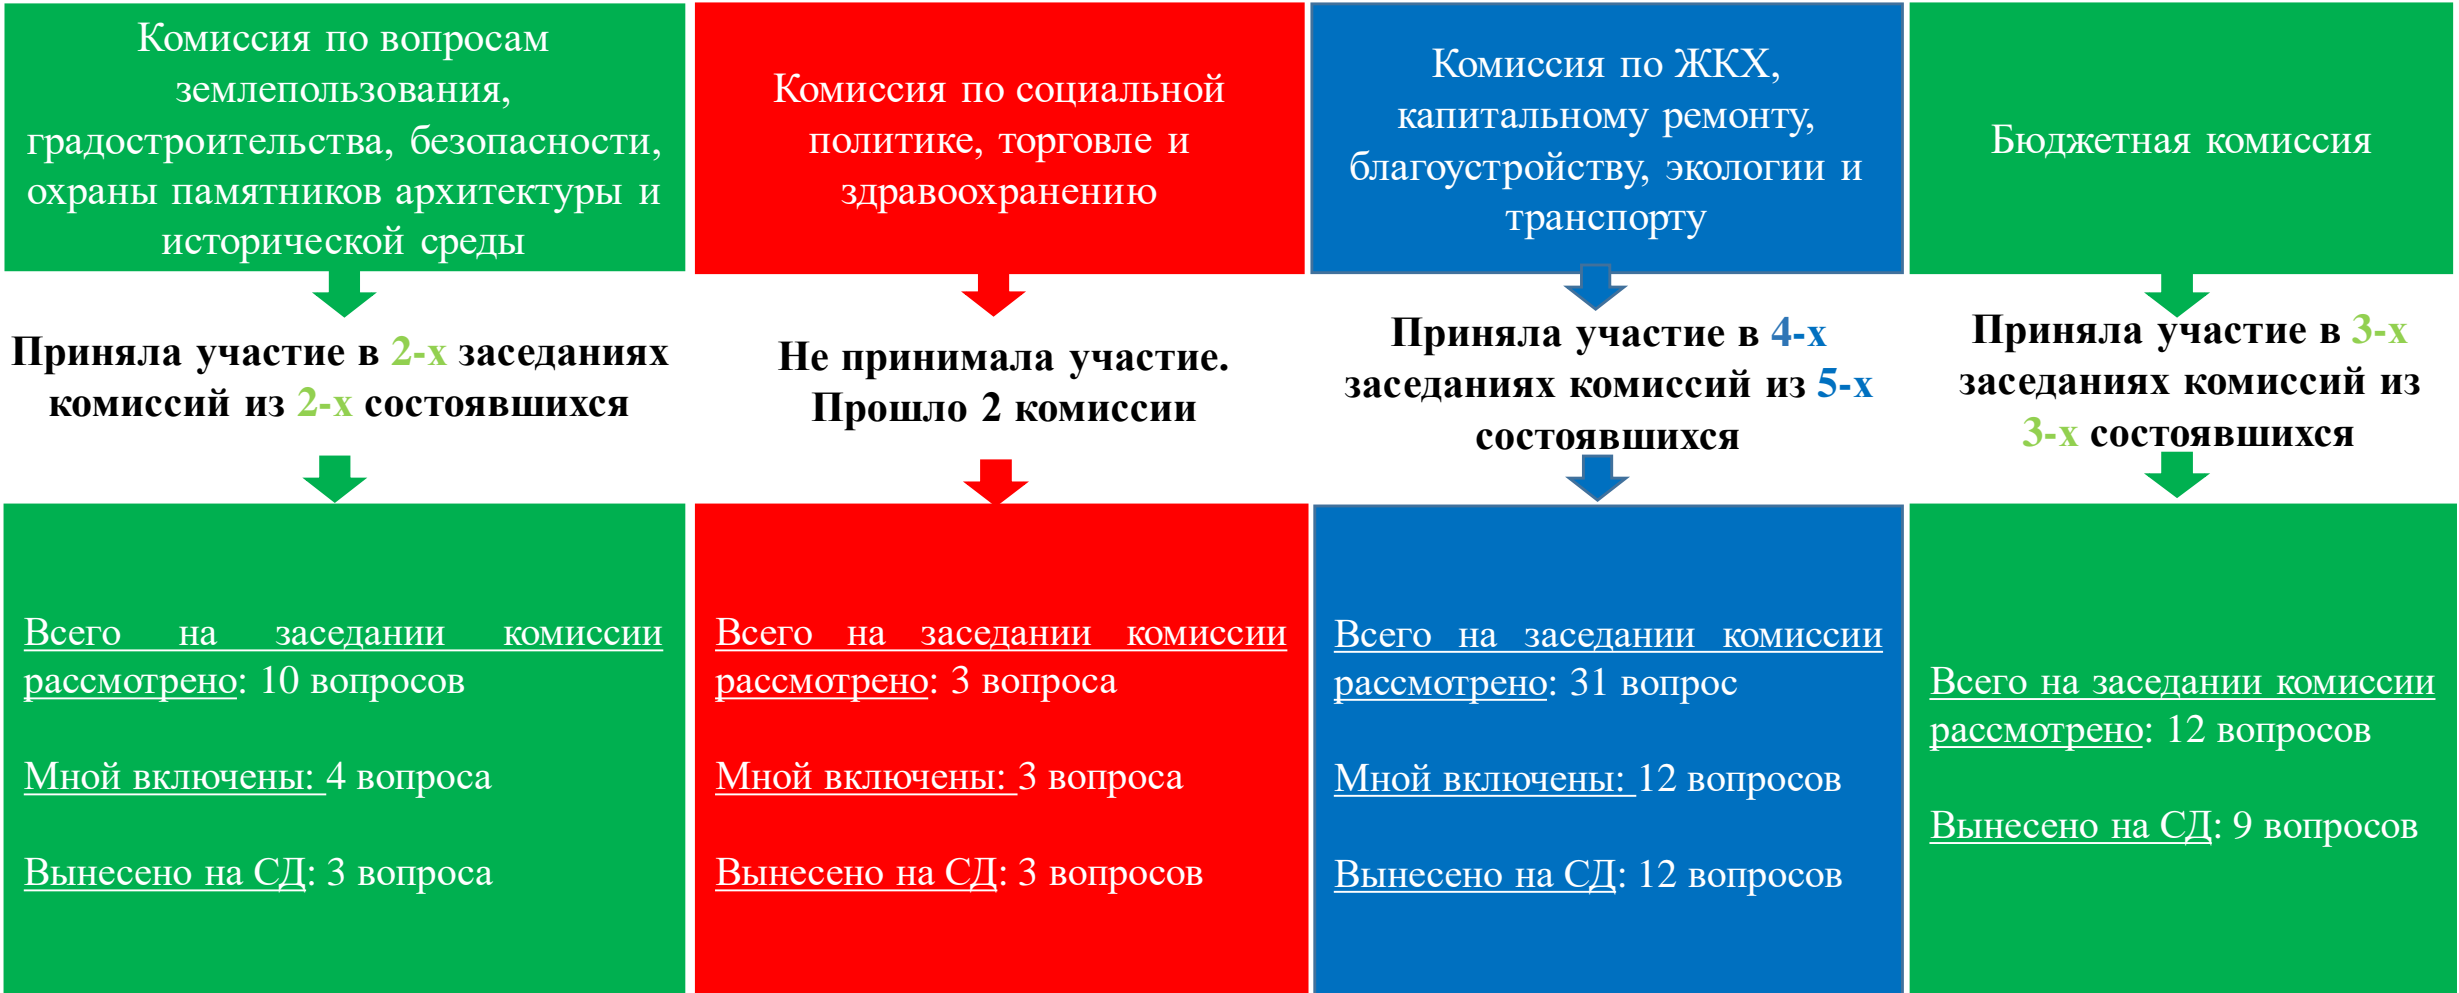 Комиссия по вопросам
землепользования,
градостроительства, безопасности,
охраны памятников архитектуры и
исторической среды
Приняла участие в 2-х заседаниях
комиссий из 2-х состоявшихся
Всего на заседании комиссии
рассмотрено: 10 вопросов
Мной включены: 4 вопроса
Вынесено на СД: 3 вопроса
Комиссия по социальной
политике, торговле и
здравоохранению
Не принимала участие.
Прошло 2 комиссии
Всего на заседании комиссии
рассмотрено: 3 вопроса
Мной включены: 3 вопроса
Вынесено на СД: 3 вопросов
Комиссия по ЖКХ,
капитальному ремонту,
благоустройству, экологии и
транспорту
Приняла участие в 4-х
заседаниях комиссий из 5-х
состоявшихся
Всего на заседании комиссии
рассмотрено: 31 вопрос
Мной включены: 12 вопросов
Вынесено на СД: 12 вопросов
Бюджетная комиссия
Приняла участие в 3-х
заседаниях комиссий из
3-х состоявшихся
Всего на заседании комиссии
рассмотрено: 12 вопросов
Вынесено на СД: 9 вопросов